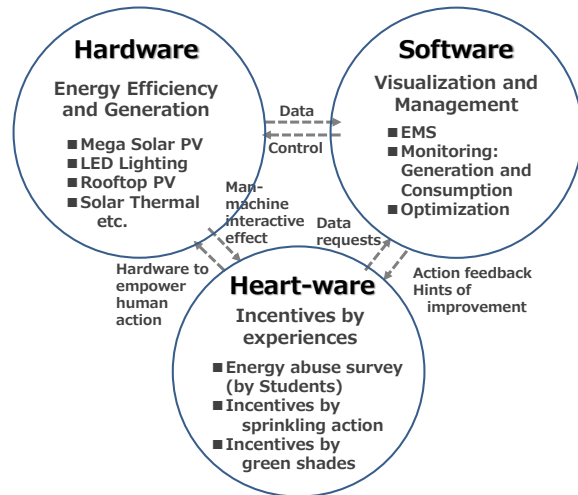 Hardware
Energy Efficiency
and Generation
■Mega Solar PV
■LED Lighting
■Rooftop PV
■Solar Thermal
etc.
Data
Control
Software
Visualization and
Management
■EMS
■Monitoring:
Generation and
Consumption
■Optimization
Man-
machine
interactive
effect
Data
requests
Hardware to
empower
human
action
Action feedback
Hints of
improvement
Heart-ware
Incentives by
experiences
■Energy abuse survey
(by Students)
■Incentives by
sprinkling action
■Incentives by
green shades